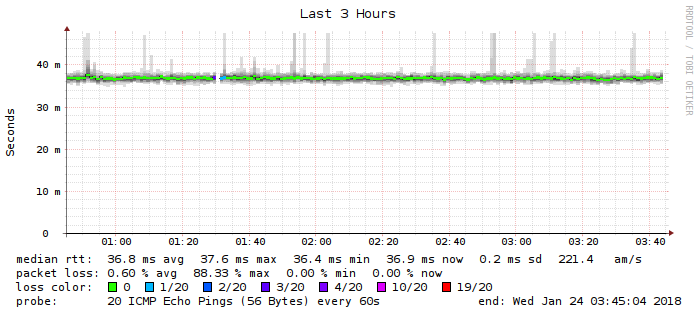 Last 3 Hours
RRDTOOL / TOBI OETIKER
Seconds
40 m
30 m
20 m
10 m
0
01:00 01:20 01:40 02:00 02:20 02:40 03:00 03:20 03:40
median rtt: 36.8 ms avg 37.6 ms max 36.4 ms min 36.9 ms now 0.2 ms sd 221.4 am/s
packet loss: 0.60 % avg 88.33 % max 0.00 % min 0.00 % now
loss color: 0 1/20 2/20 3/20 4/20 10/20 19/20
probe: 20 ICMP Echo Pings (56 Bytes) every 60s end: Wed Jan 24 03:45:04 2018